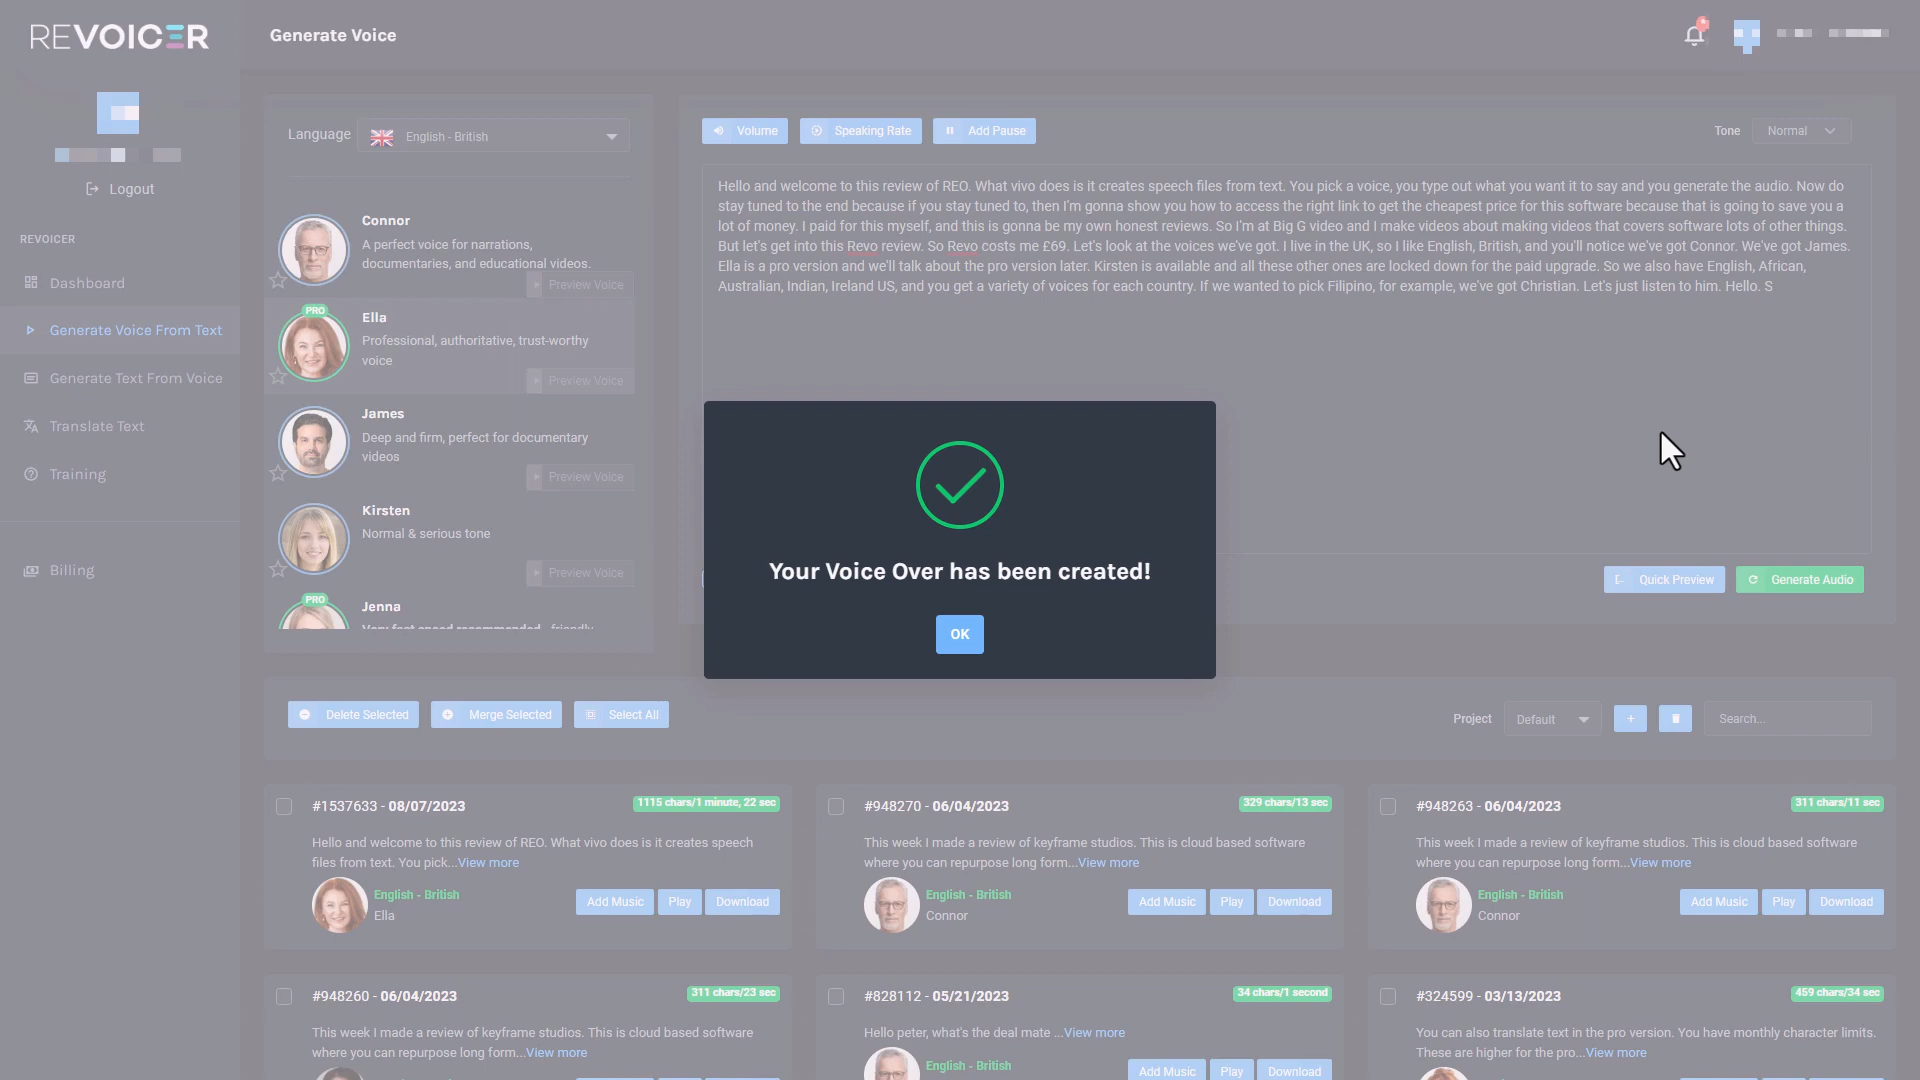 REVOICER
Generate Voice
Logout
REVOICER
Dashboard
Generate Voice From Text
Generate Text From Voice
Translate Text
Training
Billing
Language
English - British
Connor
A perfect voice for narrations,
documentaries, and educational videos.
Preview Voice
PRO
Ella
Professional, authoritative, trust-worthy
voice
Preview Voice
James
Deep and firm, perfect for documentary
videos
Preview Voice
Kirsten
Normal & serious tone
Preview Voice
PRO
Jenna
Very fast speed recommended - friendly
Volume
Speaking Rate
Add Pause
Tone
Normal
Hello and welcome to this review of REO. What vivo does is it creates speech files from text. You pick a voice, you type out what you want it to say and you generate the audio. Now do
stay tuned to the end because if you stay tuned to, then I'm gonna show you how to access the right link to get the cheapest price for this software because that is going to save you a
lot of money. I paid for this myself, and this is gonna be my own honest reviews. So I'm at Big G video and I make videos about making videos that covers software lots of other things.
But let's get into this Revo review. So Revo costs me £69. Let's look at the voices we've got. I live in the UK, so I like English, British, and you'll notice we've got Connor. We've got James.
Ella is a pro version and we'll talk about the pro version later. Kirsten is available and all these other ones are locked down for the paid upgrade. So we also have English, African,
Australian, Indian, Ireland US, and you get a variety of voices for each country. If we wanted to pick Filipino, for example, we've got Christian. Let's just listen to him. Hello. S
Quick Preview
Generate Audio
Your Voice Over has been created!
OK
Delete Selected
Merge Selected
Select All
Project
Default
+
Search...
#1537633 - 08/07/2023
1115 chars/1 minute, 22 sec
Hello and welcome to this review of REO. What vivo does is it creates speech
files from text. You pick...View more
English - British
Ella
Add Music
Play
Download
#948270 - 06/04/2023
329 chars/13 sec
This week I made a review of keyframe studios. This is cloud based software
where you can repurpose long form...View more
English - British
Connor
Add Music
Play
Download
#948263 - 06/04/2023
311 chars/11 sec
This week I made a review of keyframe studios. This is cloud based software
where you can repurpose long form...View more
English - British
Connor
Add Music
Play
Download
#948260 - 06/04/2023
311 chars/23 sec
This week I made a review of keyframe studios. This is cloud based software
where you can repurpose long form...View more
#828112 - 05/21/2023
34 chars/1 second
Hello peter, what's the deal mate ...View more
English - British
Add Music
Play
Download
#324599 - 03/13/2023
459 chars/34 sec
You can also translate text in the pro version. You have monthly character limits.
These are higher for the pro...View more